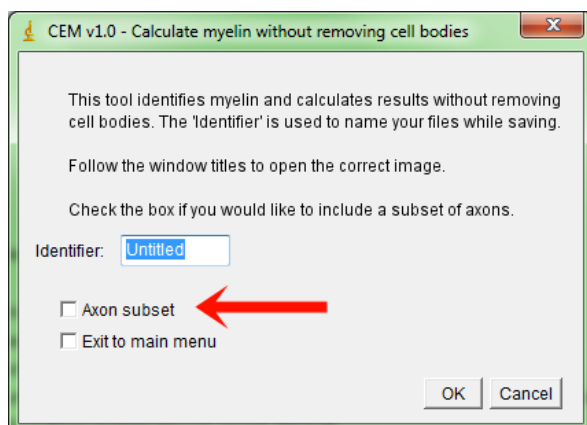 CEM v1.0 - Calculate myelin without removing cell bodies
This tool identifies myelin and calculates results without removing
cell bodies. The 'Identifier' is used to name your files while saving.
Follow the window titles to open the correct image.
Check the box if you would like to include a subset of axons.
Identifier: Untitled
Axon subset
Exit to main menu
OK Cancel